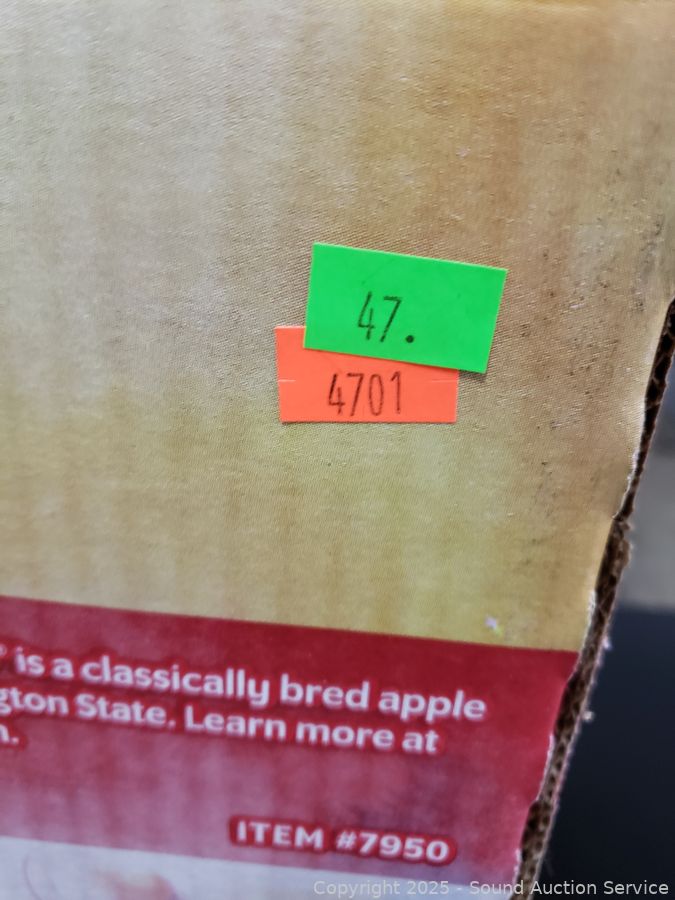 47.
4701
® is a classically bred apple
gton State. Learn more at
ITEM #7950
Copyright 2025 - Sound Auction Service